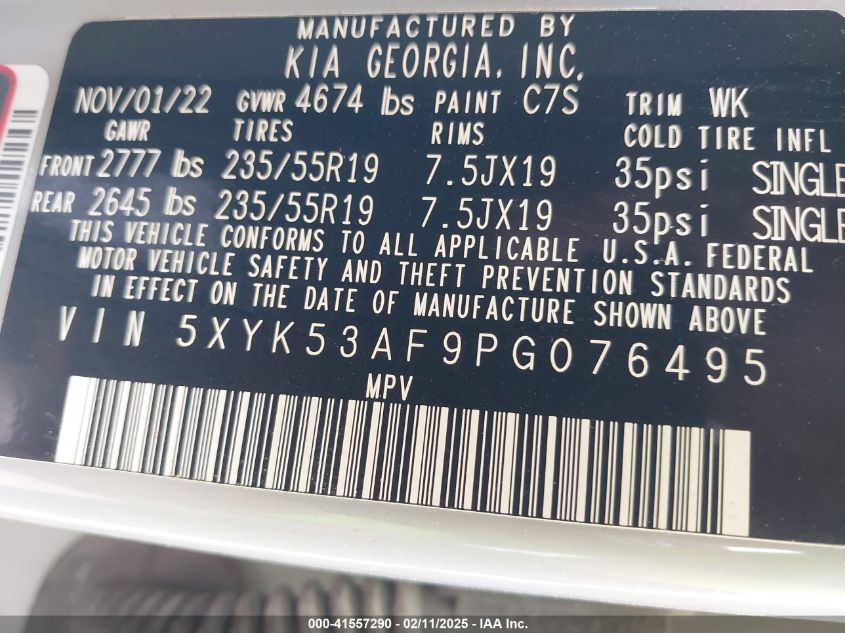 MANUFACTURED BY
KIA GEORGIA, INC.
NOV/01/22 GVWR 4674 lbs PAINT C7S TRIM WK
GAWR TIRES RIMS COLD TIRE INFL
FRONT 2777 lbs 235/55R19 7.5JX19 35psi SINGLE
REAR 2645 lbs 235/55R19 7.5JX19 35psi SINGLE
THIS VEHICLE CONFORMS TO ALL APPLICABLE U.S.A. FEDERAL
MOTOR VEHICLE SAFETY AND THEFT PREVENTION STANDARDS
IN EFFECT ON THE DATE OF MANUFACTURE SHOWN ABOVE
VIN 5XYK53AF9PG076495
MPV
000-41557290 - 02/11/2025 - IAA Inc.